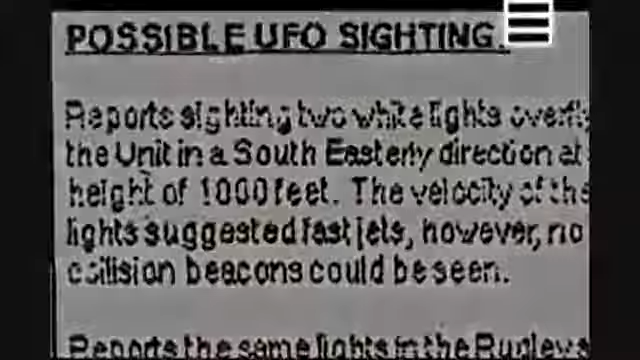 POSSIBLE UFO SIGHTING.
Reports sighting two white lights overfly
the Unit in a South Easterly direction at
height of 1000 feet. The velocity of the
lights suggested fast jets, however, no
collision beacons could be seen.
Reports the same lights in the Rugeley